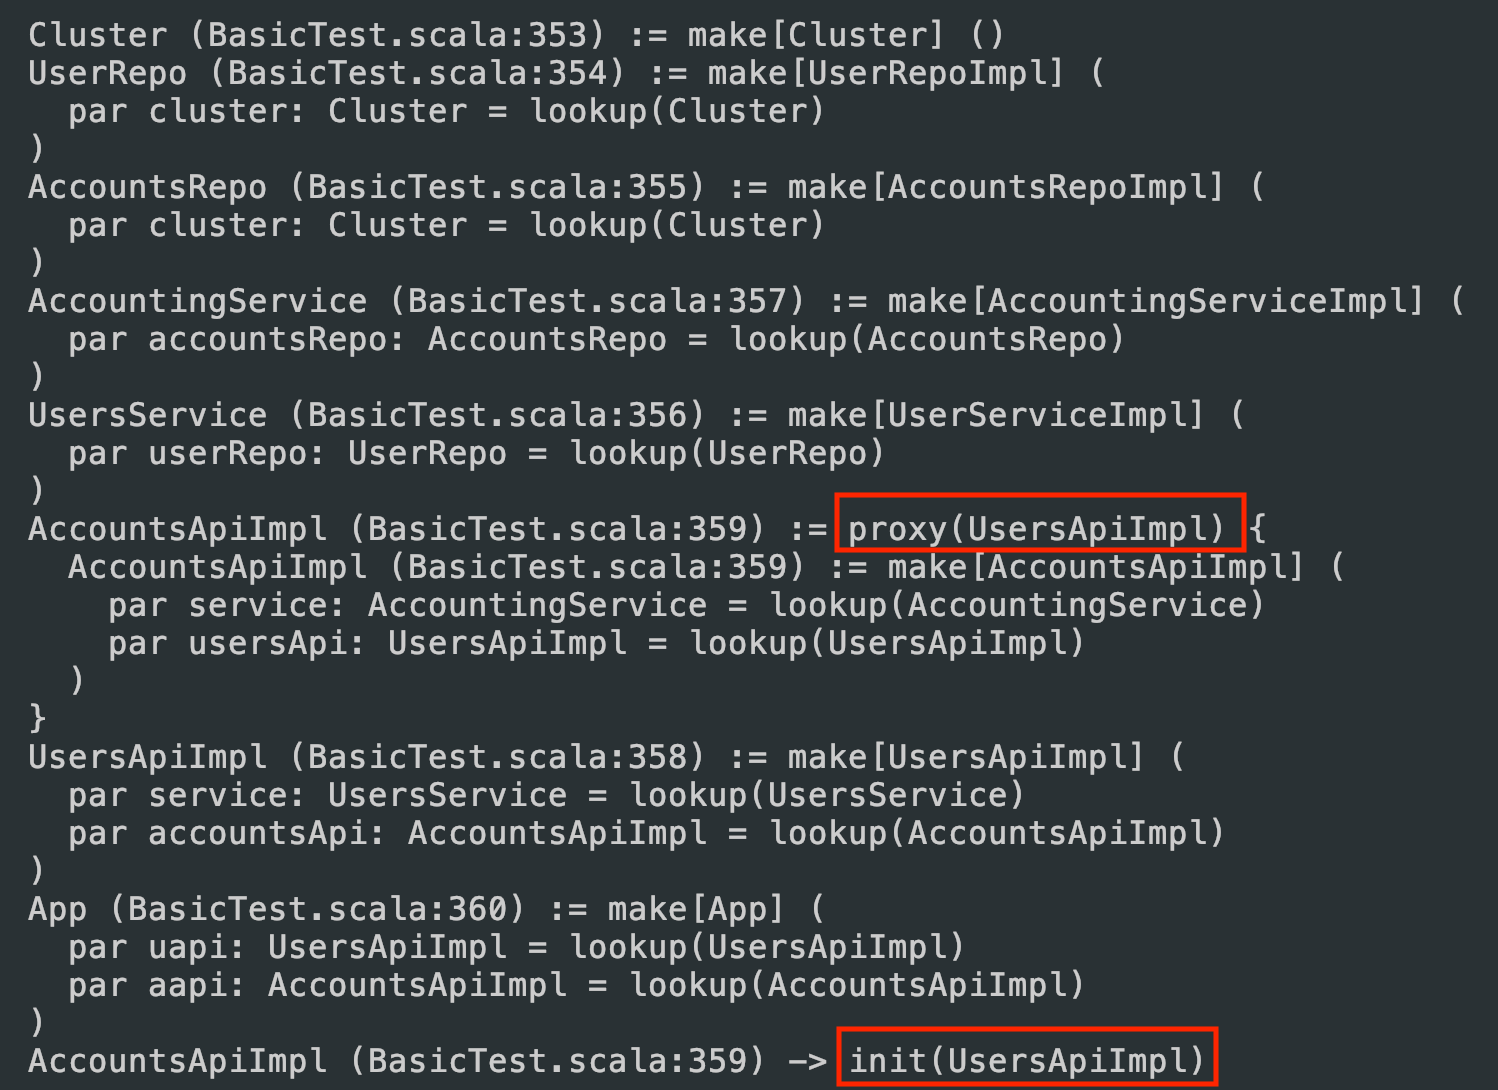 Cluster (BasicTest.scala:353) := make[Cluster] ()
UserRepo (BasicTest.scala:354) := make[UserRepoImpl] (
  par cluster: Cluster = lookup(Cluster)
)
AccountsRepo (BasicTest.scala:355) := make[AccountsRepoImpl] (
  par cluster: Cluster = lookup(Cluster)
)
AccountingService (BasicTest.scala:357) := make[AccountingServiceImpl] (
  par accountsRepo: AccountsRepo = lookup(AccountsRepo)
)
UsersService (BasicTest.scala:356) := make[UserServiceImpl] (
  par userRepo: UserRepo = lookup(UserRepo)
)
AccountsApiImpl (BasicTest.scala:359) := proxy(UsersApiImpl) {
  AccountsApiImpl (BasicTest.scala:359) := make[AccountsApiImpl] (
    par service: AccountingService = lookup(AccountingService)
    par usersApi: UsersApiImpl = lookup(UsersApiImpl)
  )
}
UsersApiImpl (BasicTest.scala:358) := make[UsersApiImpl] (
  par service: UsersService = lookup(UsersService)
  par accountsApi: AccountsApiImpl = lookup(AccountsApiImpl)
)
App (BasicTest.scala:360) := make[App] (
  par uapi: UsersApiImpl = lookup(UsersApiImpl)
  par aapi: AccountsApiImpl = lookup(AccountsApiImpl)
)
AccountsApiImpl (BasicTest.scala:359) -> init(UsersApiImpl)